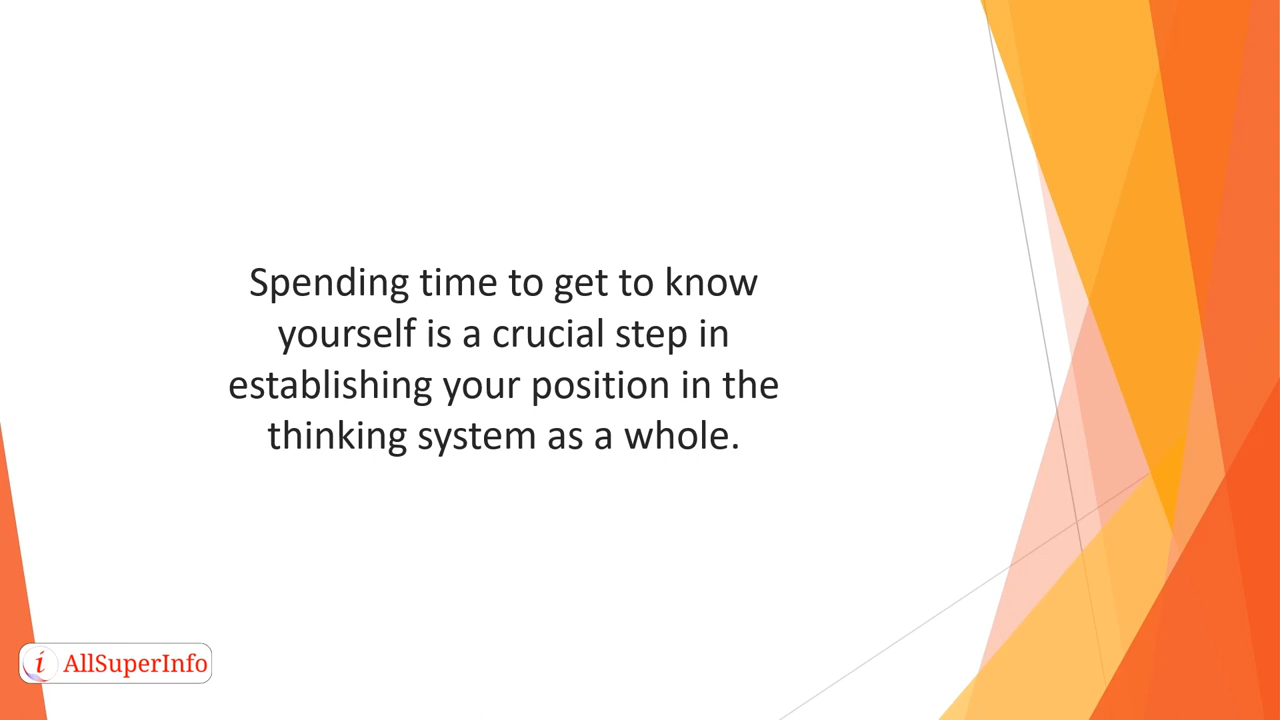 Spending time to get to know
yourself is a crucial step in
establishing your position in the
thinking system as a whole.
i AllSuperInfo